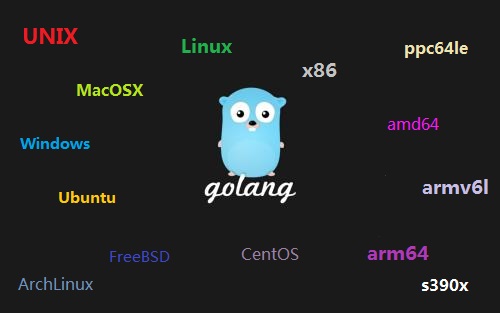 UNIX
Linux
ppc64le
x86
MacOSX
amd64
Windows
armv6l
golang
Ubuntu
FreeBSD
CentOS
arm64
ArchLinux
s390x